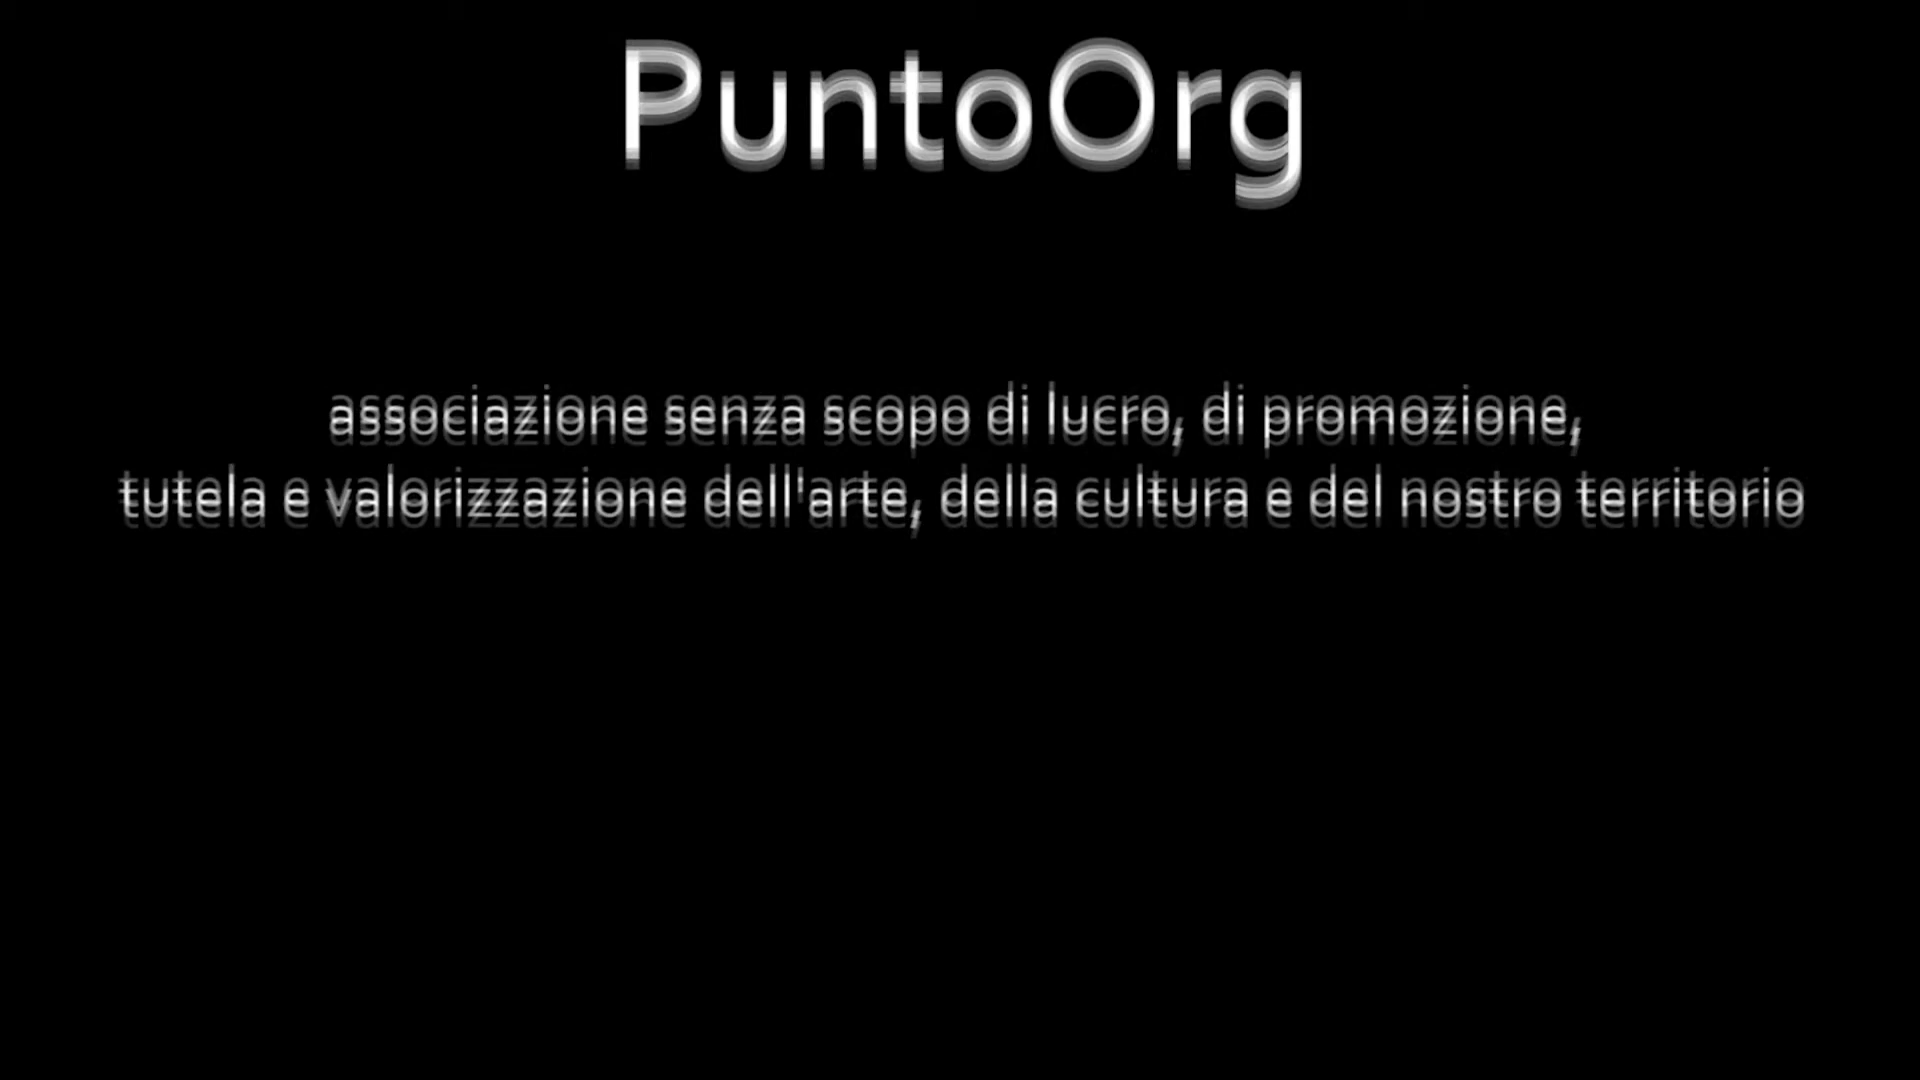 PuntoOrg
associazione senza scopo di lucro, di promozione,
tutela e valorizzazione dell'arte, della cultura e del nostro territorio